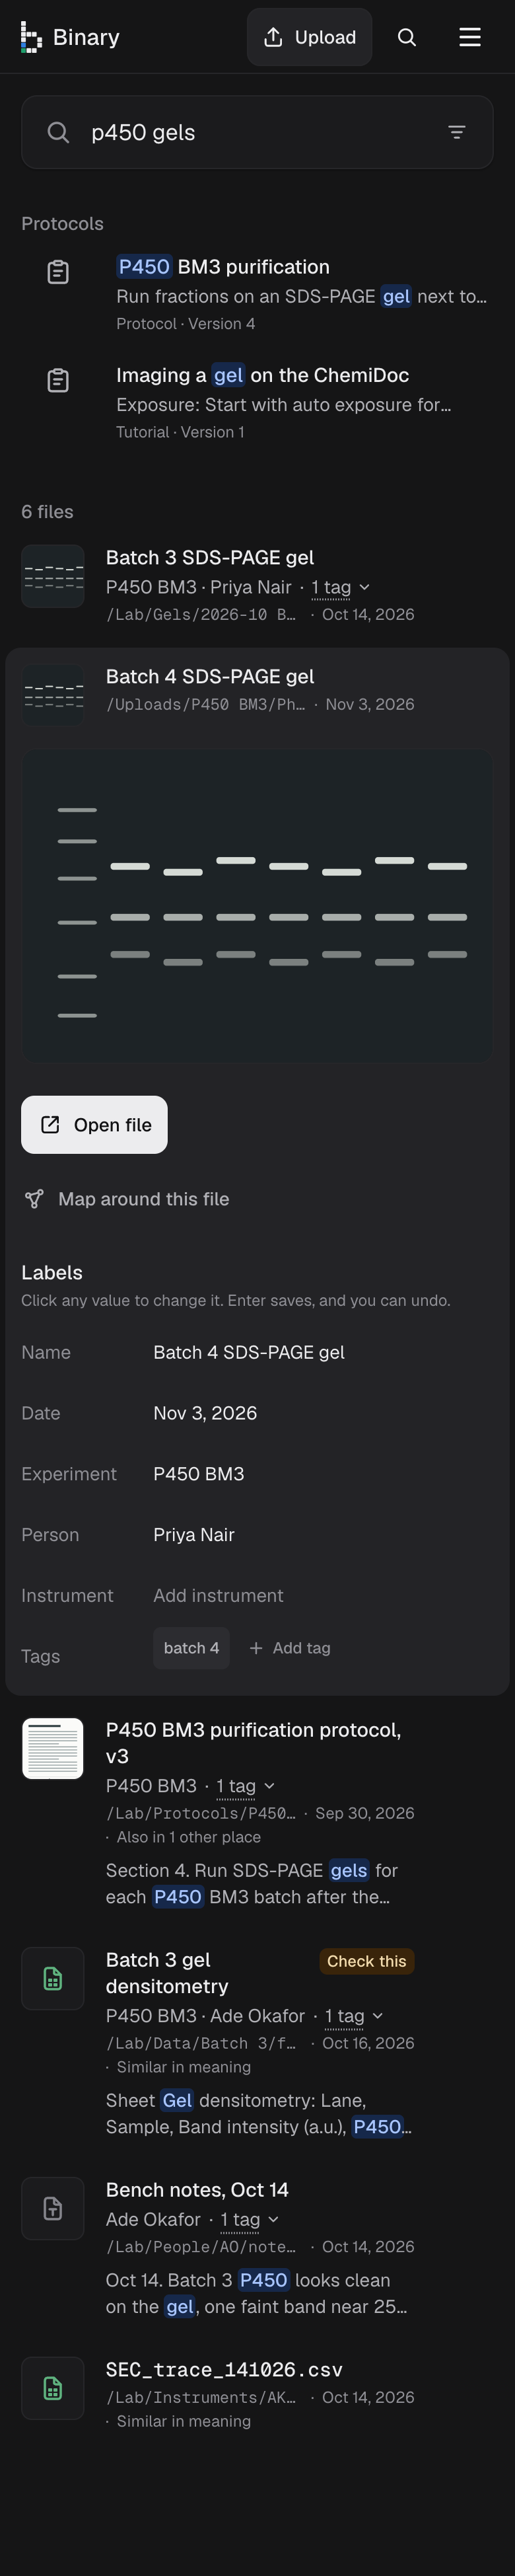 Binary
Upload
p450 gels
Protocols
P450 BM3 purification
Run fractions on an SDS-PAGE gel next to…
Protocol · Version 4
Imaging a gel on the ChemiDoc
Exposure: Start with auto exposure for…
Tutorial · Version 1
6 files
Batch 3 SDS-PAGE gel
P450 BM3 · Priya Nair · 1 tag
/Lab/Gels/2026-10 B… · Oct 14, 2026
Batch 4 SDS-PAGE gel
/Uploads/P450 BM3/Ph… · Nov 3, 2026
Open file
Map around this file
Labels
Click any value to change it. Enter saves, and you can undo.
Name Batch 4 SDS-PAGE gel
Date Nov 3, 2026
Experiment P450 BM3
Person Priya Nair
Instrument Add instrument
Tags batch 4 + Add tag
P450 BM3 purification protocol,
v3
P450 BM3 · 1 tag
/Lab/Protocols/P450… · Sep 30, 2026
· Also in 1 other place
Section 4. Run SDS-PAGE gels for
each P450 BM3 batch after the…
Batch 3 gel Check this
densitometry
P450 BM3 · Ade Okafor · 1 tag
/Lab/Data/Batch 3/f… · Oct 16, 2026
· Similar in meaning
Sheet Gel densitometry: Lane,
Sample, Band intensity (a.u.), P450…
Bench notes, Oct 14
Ade Okafor · 1 tag
/Lab/People/AO/note… · Oct 14, 2026
Oct 14. Batch 3 P450 looks clean
on the gel, one faint band near 25…
SEC_trace_141026.csv
/Lab/Instruments/AK… · Oct 14, 2026
· Similar in meaning